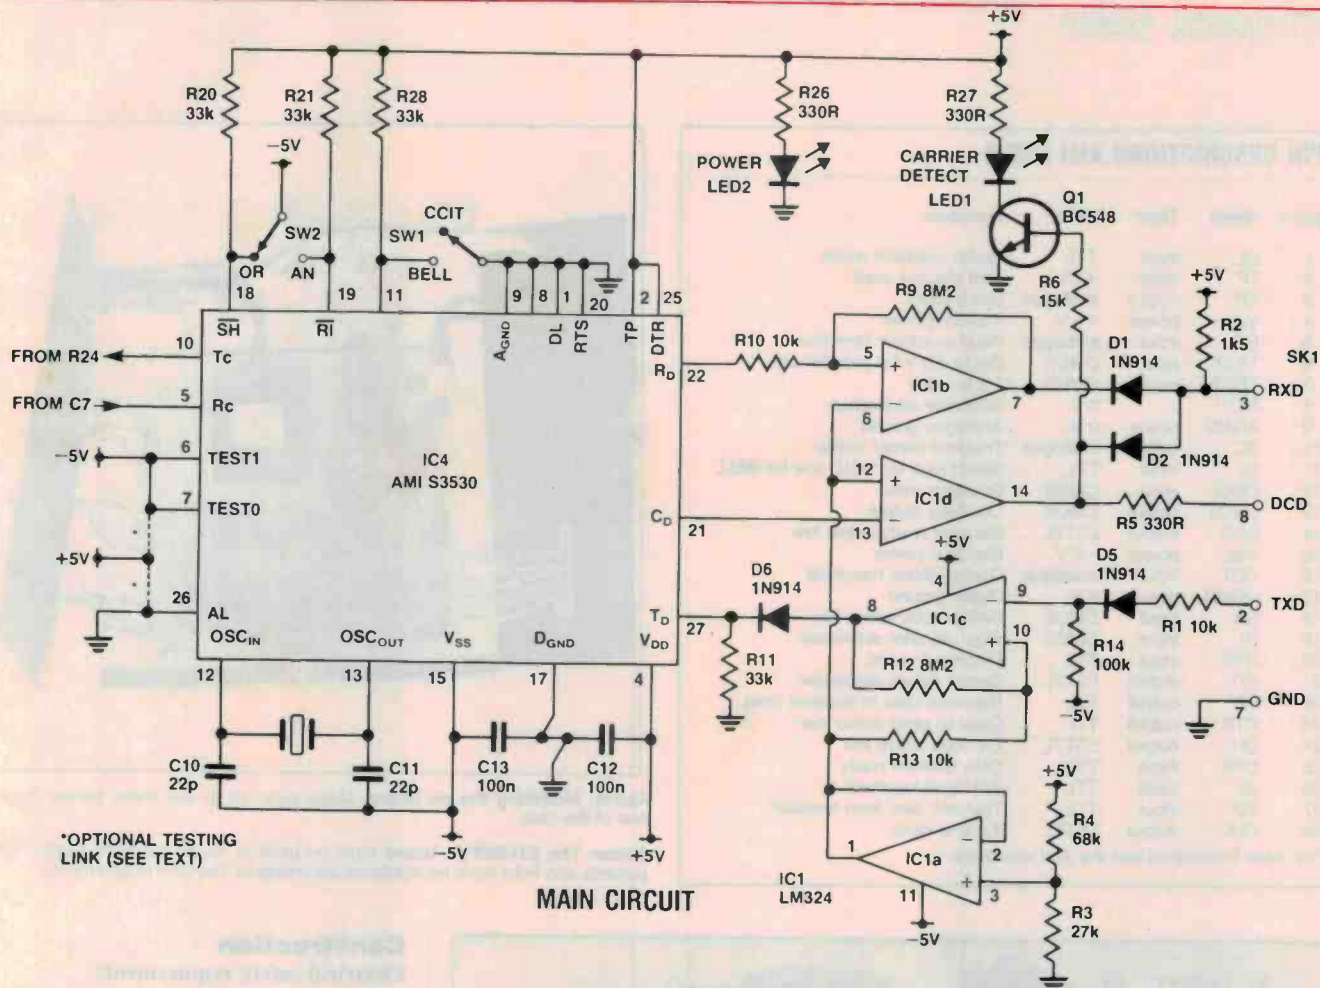 +5V
R20
33k
R21
33k
R28
33k
R26
330R
R27
330R
-5V
POWER
LED2
CARRIER
DETECT
LED1
Q1
BC548
CCIT
SW2
SW1
OR
AN
BELL
R6
15k
+5V
R9 8M2
R2
1k5
18
19
11
9
8
1
20
2
25
SH
RI
AGND
DL
RTS
TP
DTR
D1
1N914
SK1
FROM R24
10
Tc
RD
22
R10 10k
5
+
IC1b
7
RXD
3
FROM C7
5
Rc
-
6
D2 1N914
-5V
6
TEST1
IC4
AMI S3530
12
+
IC1d
14
7
TEST0
CD
21
-
13
R5 330R
DCD
8
+5V
*
+5V
4
D6
1N914
D5
1N914
26
AL
TD
27
8
IC1c
9
-
10
+
R1 10k
TXD
2
OSCIN
OSCOUT
VSS
DGND
VDD
R11
33k
R12 8M2
R14
100k
12
13
15
17
4
-5V
GND
7
C10
22p
C11
22p
C13
100n
C12
100n
R13 10k
+5V
*OPTIONAL TESTING
LINK (SEE TEXT)
-5V
+5V
1
IC1a
-
2
+
3
R4
68k
IC1
LM324
11
-5V
R3
27k
MAIN CIRCUIT